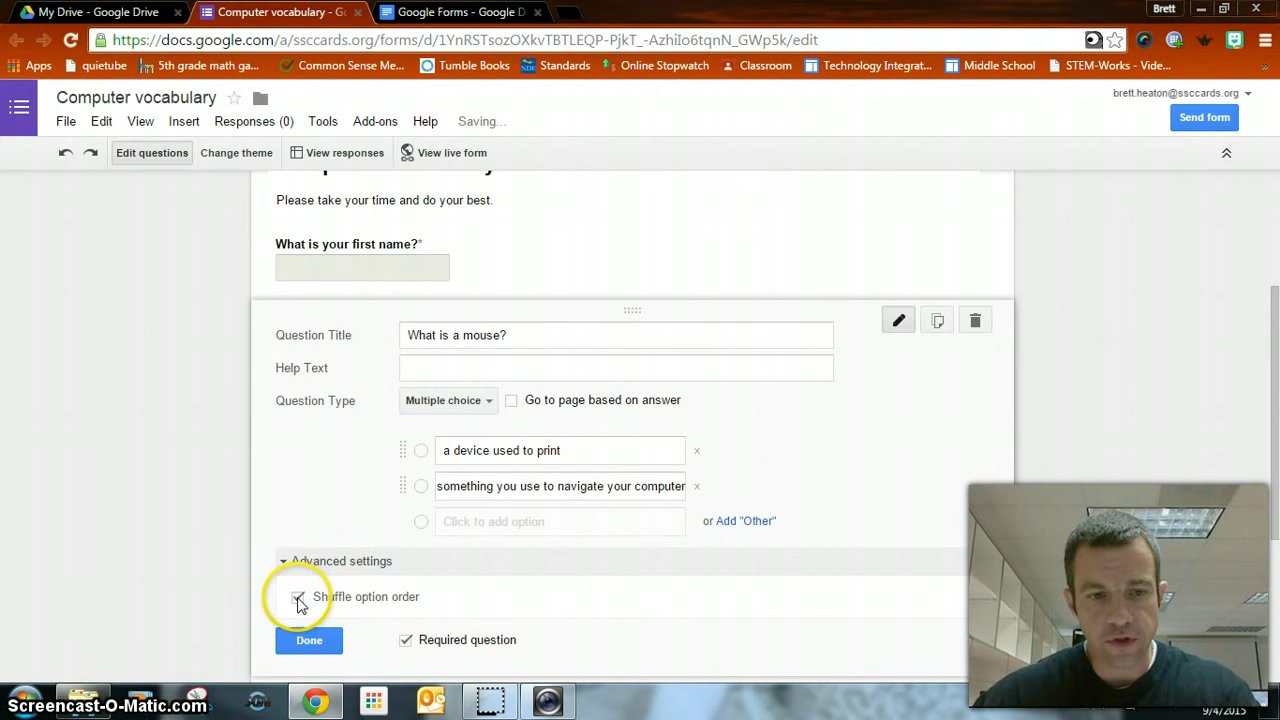 My Drive - Google Drive × Computer vocabulary - Go × Google Forms - Google D × Brett
https://docs.google.com/a/ssccards.org/forms/d/1YnRSTsozOXkvTBTLEQP-PjkT_-AzhiIo6tqnN_GWp5k/edit
Apps quietube 5th grade math ga... Common Sense Me... Tumble Books Standards Online Stopwatch Classroom Technology Integrat... Middle School STEM-Works - Vide...
Computer vocabulary
brett.heaton@ssccards.org
File Edit View Insert Responses (0) Tools Add-ons Help Saving...
Send form
Edit questions Change theme View responses View live form
Please take your time and do your best.
What is your first name?*
Question Title What is a mouse?
Help Text
Question Type Multiple choice Go to page based on answer
a device used to print ×
something you use to navigate your computer ×
Click to add option or Add "Other"
Advanced settings
Shuffle option order
Done Required question
Screencast-O-Matic.com
9/4/2015